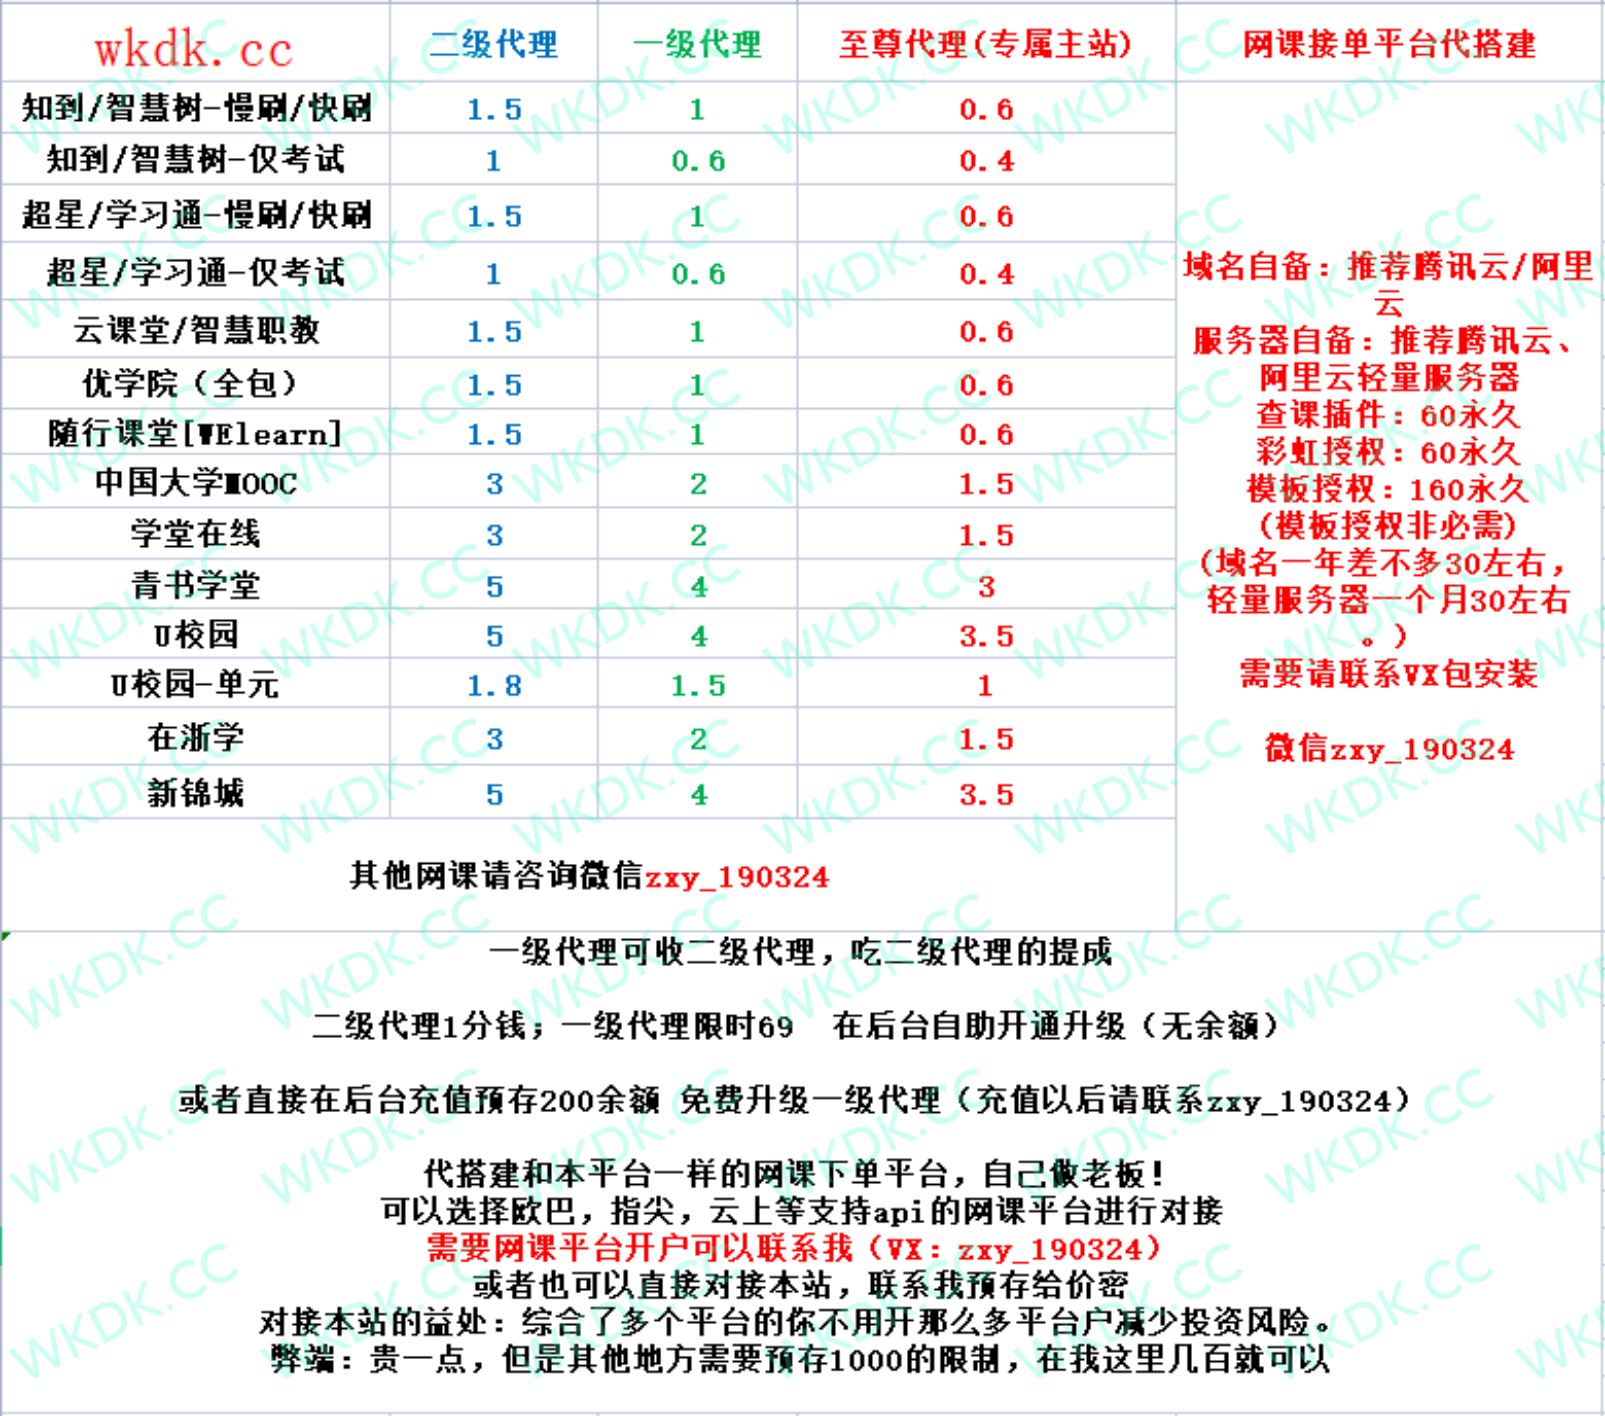 wkdk.cc 二级代理 一级代理 至尊代理(专属主站) 网课接单平台代搭建
知到/智慧树-慢刷/快刷 1.5 1 0.6
知到/智慧树-仅考试 1 0.6 0.4
超星/学习通-慢刷/快刷 1.5 1 0.6
超星/学习通-仅考试 1 0.6 0.4
云课堂/智慧职教 1.5 1 0.6
优学院（全包） 1.5 1 0.6
随行课堂[WElearn] 1.5 1 0.6
中国大学MOOC 3 2 1.5
学堂在线 3 2 1.5
青书学堂 5 4 3
U校园 5 4 3.5
U校园-单元 1.8 1.5 1
在浙学 3 2 1.5
新锦城 5 4 3.5
域名自备：推荐腾讯云/阿里
云
服务器自备：推荐腾讯云、
阿里云轻量服务器
查课插件：60永久
彩虹授权：60永久
模板授权：160永久
(模板授权非必需)
(域名一年差不多30左右，
轻量服务器一个月30左右
。)
需要请联系VX包安装
微信zxy_190324
其他网课请咨询微信zxy_190324
一级代理可收二级代理，吃二级代理的提成
二级代理1分钱；一级代理限时69 在后台自助开通升级（无余额）
或者直接在后台充值预存200余额 免费升级一级代理（充值以后请联系zxy_190324）
代搭建和本平台一样的网课下单平台，自己做老板！
可以选择欧巴，指尖，云上等支持api的网课平台进行对接
需要网课平台开户可以联系我（VX：zxy_190324）
或者也可以直接对接本站，联系我预存给价密
对接本站的益处：综合了多个平台的你不用开那么多平台户减少投资风险。
弊端：贵一点，但是其他地方需要预存1000的限制，在我这里几百就可以
WKDK.CC